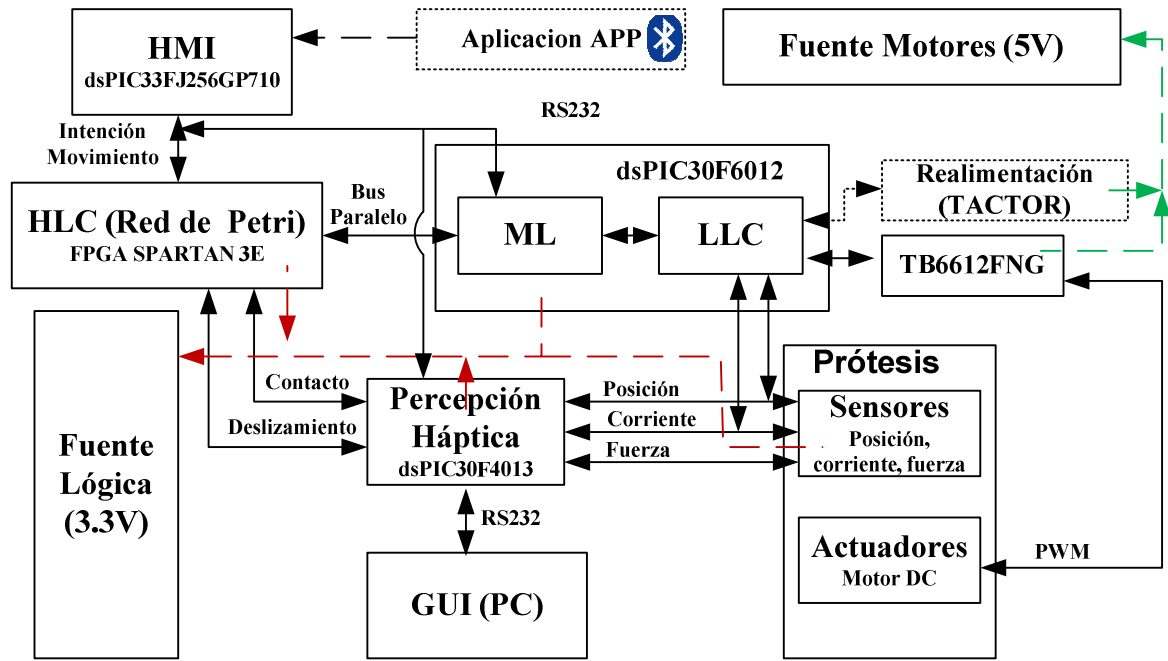 HMI
dsPIC33FJ256GP710
Aplicacion APP
Fuente Motores (5V)
RS232
Intención
Movimiento
dsPIC30F6012
Realimentación
(TACTOR)
HLC (Red de Petri)
FPGA SPARTAN 3E
Bus
Paralelo
ML
LLC
TB6612FNG
Prótesis
Contacto
Deslizamiento
Percepción
Háptica
dsPIC30F4013
Posición
Corriente
Fuerza
Sensores
Posición,
corriente, fuerza
Fuente
Lógica
(3.3V)
RS232
Actuadores
Motor DC
PWM
GUI (PC)